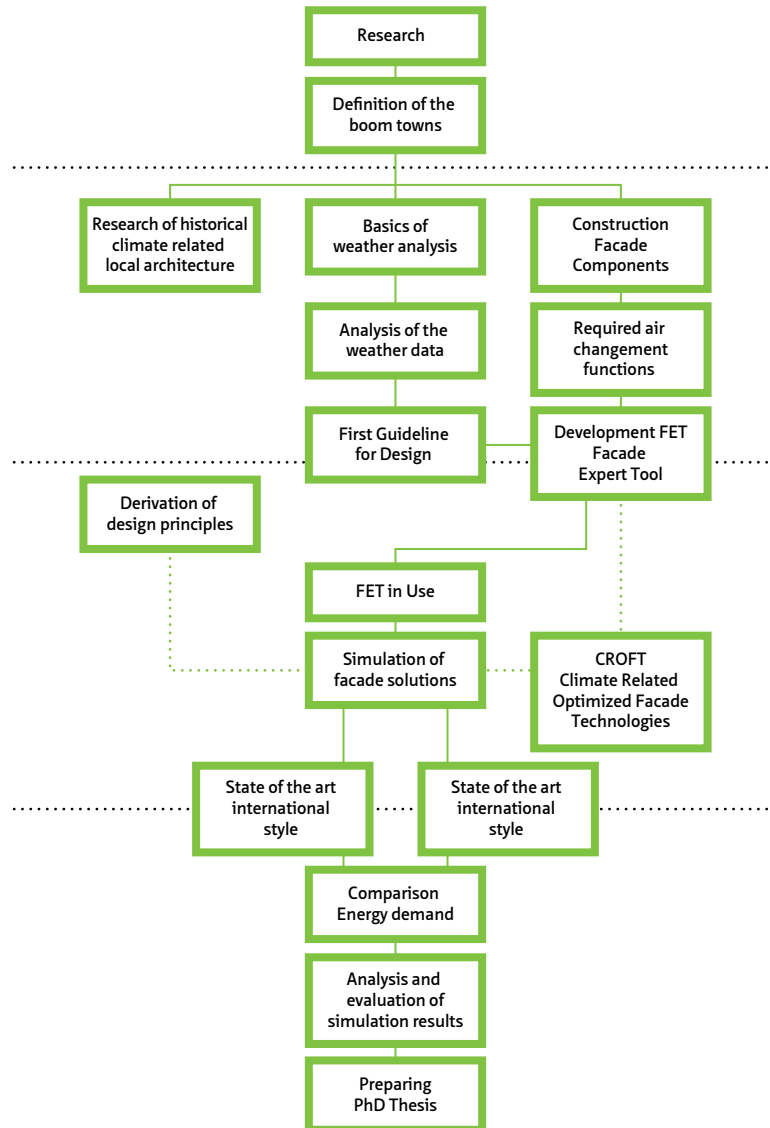 Research
Definition of the
boom towns
Research of historical
climate related
local architecture
Basics of
weather analysis
Construction
Facade
Components
Analysis of the
weather data
Required air
changement
functions
First Guideline
for Design
Development FET
Facade
Expert Tool
Derivation of
design principles
FET in Use
Simulation of
facade solutions
CROFT
Climate Related
Optimized Facade
Technologies
State of the art
international
style
State of the art
international
style
Comparison
Energy demand
Analysis and
evaluation of
simulation results
Preparing
PhD Thesis